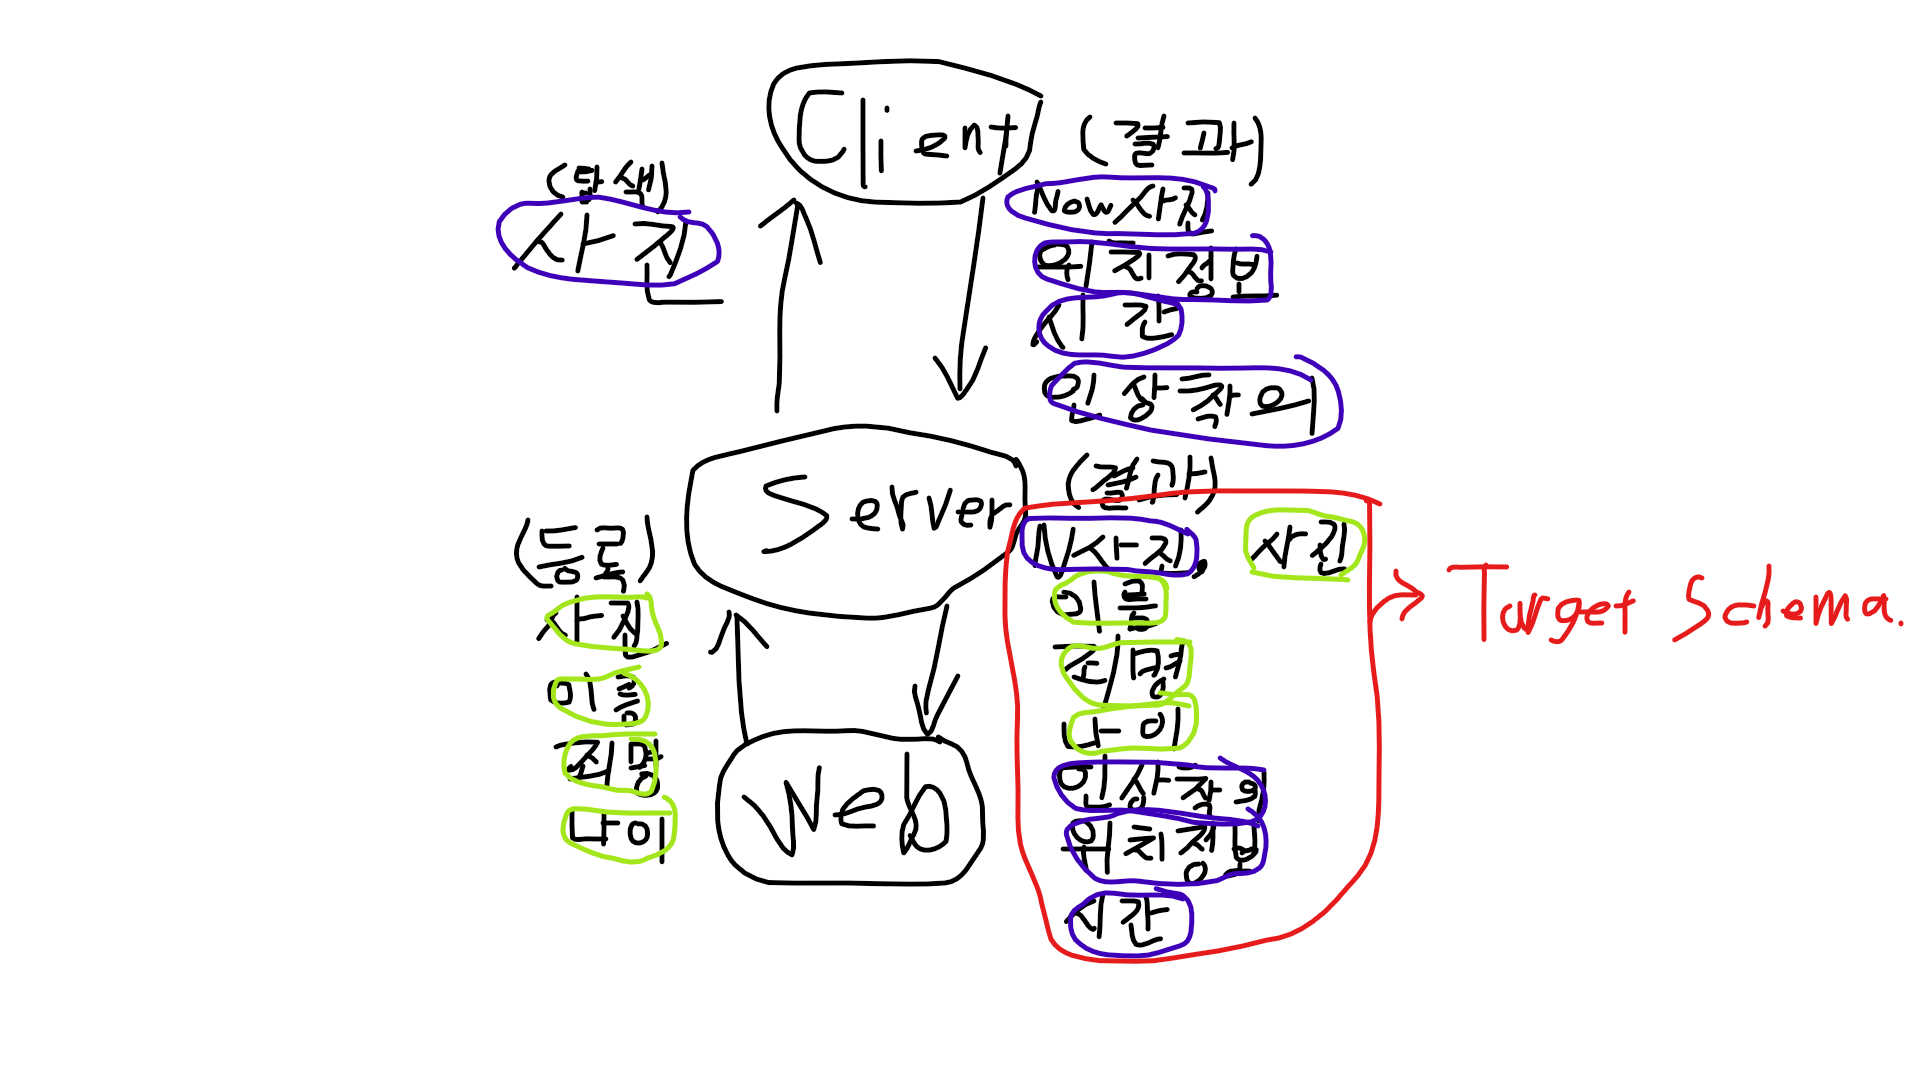 Client
(탐색)
사진
(결과)
Now사진
위치정보
시간
인상착의
Server
(등록)
사진
이름
죄명
나이
(결과)
N사진, 사진
이름
죄명
나이
인상착의
위치정보
시간
Target Schema.
Web